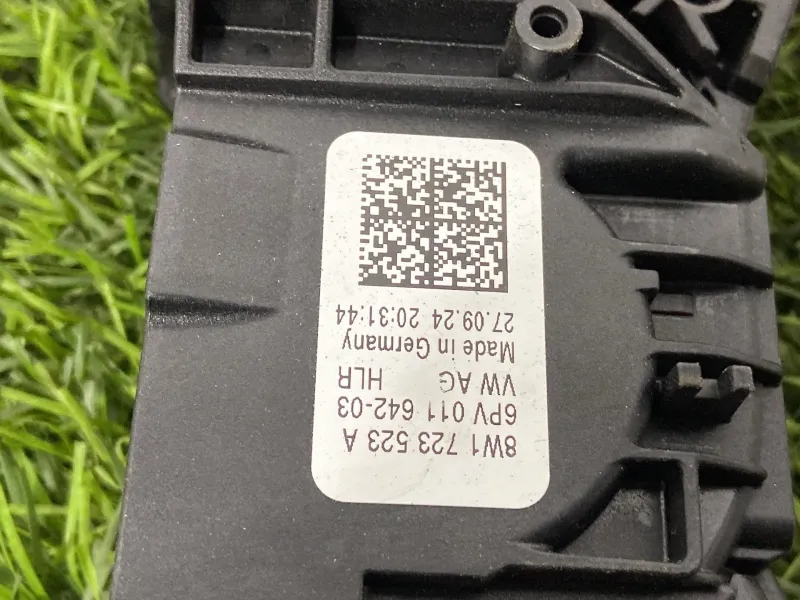 8W1 723 523 A
6PV 011 642-03
VW AG HLR
Made in Germany
27.09.24 20:31:44